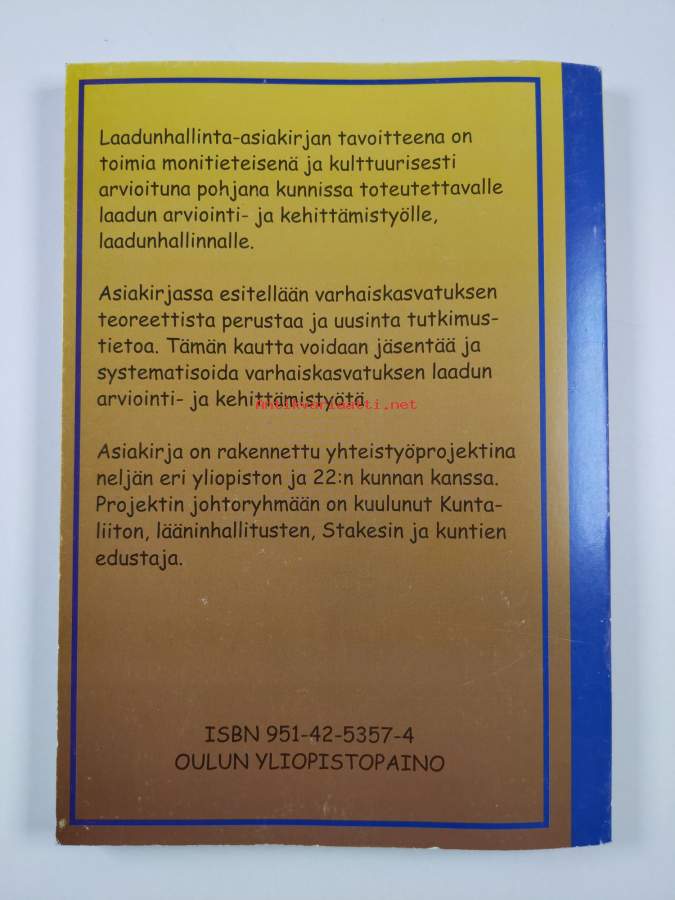 Laadunhallinta-asiakirjan tavoitteena on
toimia monitieteisenä ja kulttuurisesti
arvioituna pohjana kunnissa toteutettavalle
laadun arviointi- ja kehittämistyölle,
laadunhallinnalle.
Asiakirjassa esitellään varhaiskasvatuksen
teoreettista perustaa ja uusinta tutkimus-
tietoa. Tämän kautta voidaan jäsentää ja
systematisoida varhaiskasvatuksen laadun
arviointi- ja kehittämistyötä
Antikvariaatti.net
Asiakirja on rakennettu yhteistyöprojektina
neljän eri yliopiston ja 22:n kunnan kanssa.
Projektin johtoryhmään on kuulunut Kunta-
liiton, lääninhallitusten, Stakesin ja kuntien
edustaja.
ISBN 951-42-5357-4
OULUN YLIOPISTOPAINO